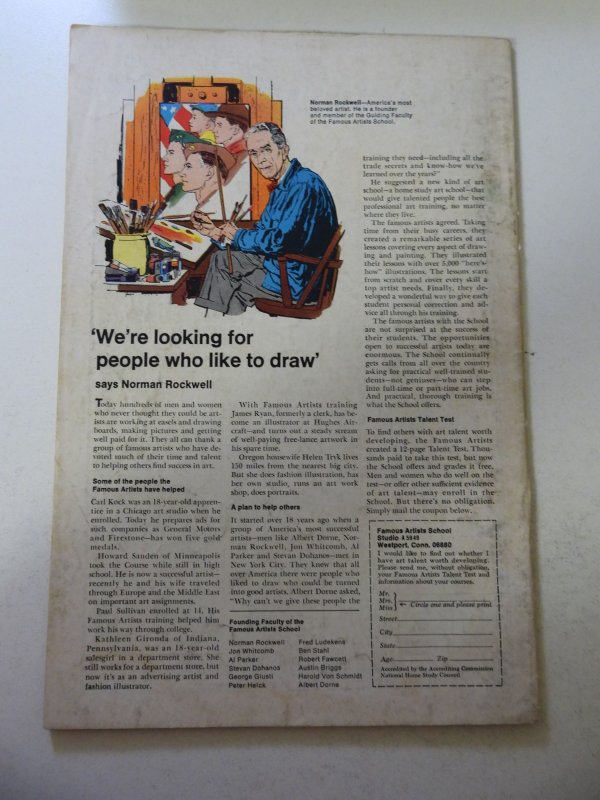 Norman Rockwell—America's most
beloved artist. He is a founder
and member of the Guiding Faculty
of the Famous Artists School.
'We're looking for
people who like to draw'
says Norman Rockwell
Today hundreds of men and women
who never thought they could be art-
ists are working at easels and drawing
boards, making pictures and getting
well paid for it. They all can thank a
group of famous artists who have de-
voted much of their time and talent
to helping others find success in art.
Some of the people the
Famous Artists have helped
Carl Kock was an 18-year-old appren-
tice in a Chicago art studio when he
enrolled. Today he prepares ads for
such companies as General Motors
and Firestone—has won five gold
medals.
Howard Sanden of Minneapolis
took the Course while still in high
school. He is now a successful artist—
recently he and his wife traveled
through Europe and the Middle East
on important art assignments.
Paul Sullivan enrolled at 14. His
Famous Artists training helped him
work his way through college.
Kathleen Gironda of Indiana,
Pennsylvania, was an 18-year-old
salesgirl in a department store. She
still works for a department store, but
now it's as an advertising artist and
fashion illustrator.
With Famous Artists training
James Ryan, formerly a clerk, has be-
come an illustrator at Hughes Air-
craft—and turns out a steady stream
of well-paying free-lance artwork in
his spare time.
Oregon housewife Helen Tryk lives
150 miles from the nearest big city.
But she does fashion illustration, has
her own studio, runs an art work
shop, does portraits.
A plan to help others
It started over 18 years ago when a
group of America's most successful
artists—men like Albert Dorne, Nor-
man Rockwell, Jon Whitcomb, Al
Parker and Stevan Dohanos—met in
New York City. They knew that all
over America there were people who
liked to draw who could be turned
into good artists. Albert Dorne asked,
"Why can't we give these people the
Founding Faculty of the
Famous Artists School
Norman Rockwell
Jon Whitcomb
Al Parker
Stevan Dohanos
George Giusti
Peter Helck
Fred Ludekens
Ben Stahl
Robert Fawcett
Austin Briggs
Harold Von Schmidt
Albert Dorne
training they need—including all the
trade secrets and know-how we've
learned over the years?"
He suggested a new kind of art
school—a home study art school—that
would give talented people the best
professional art training, no matter
where they live.
The famous artists agreed. Taking
time from their busy careers, they
created a remarkable series of art
lessons covering every aspect of draw-
ing and painting. They illustrated
their lessons with over 5,000 "here's-
how" illustrations. The lessons start
from scratch and cover every skill a
top artist needs. Finally, they de-
veloped a wonderful way to give each
student personal correction and ad-
vice all through his training.
The famous artists with the School
are not surprised at the success of
their students. The opportunities
open to successful artists today are
enormous. The School continually
gets calls from all over the country
asking for practical well-trained stu-
dents—not geniuses—who can step
into full-time or part-time art jobs.
And practical, thorough training is
what the School offers.
Famous Artists Talent Test
To find others with art talent worth
developing, the Famous Artists
created a 12-page Talent Test. Thou-
sands paid to take this test, but now
the School offers and grades it free.
Men and women who do well on the
test—or offer other sufficient evidence
of art talent—may enroll in the
School. But there's no obligation.
Simply mail the coupon below.
Famous Artists School
Studio A5949
Westport, Conn. 06880
I would like to find out whether I
have art talent worth developing.
Please send me, without obligation,
your Famous Artists Talent Test and
information about your courses.
Mr.
Mrs.
Miss
Circle one and please print
Street
City
State
Age Zip
Accredited by the Accrediting Commission
National Home Study Council